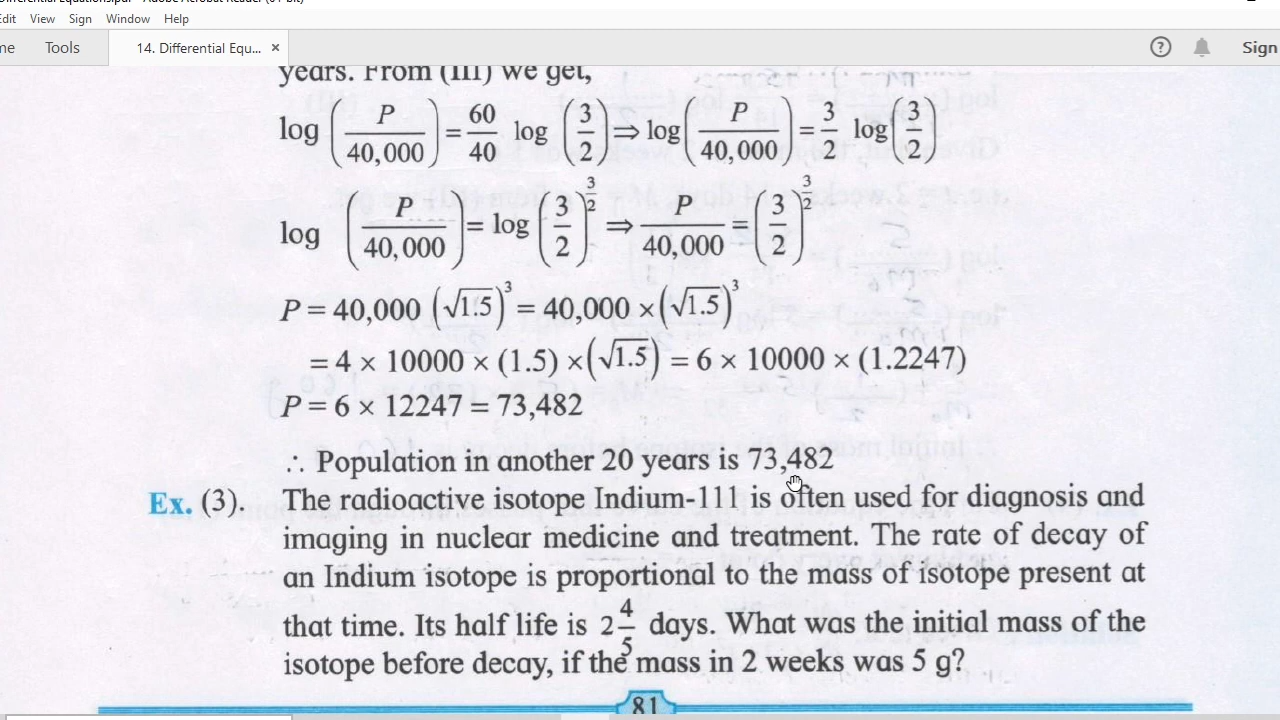 Edit View Sign Window Help
me Tools 14. Differential Equ... × ? Sign
years. From (III) we get,
log (P/40,000) = 60/40 log (3/2) ⇒ log(P/40,000) = 3/2 log(3/2
log (P/40,000) = log (3/2)^(3/2) ⇒ P/40,000 = (3/2)^(3/2)
P = 40,000 (√1.5)^3 = 40,000 × (√1.5)^3
= 4 × 10000 × (1.5) × (√1.5) = 6 × 10000 × (1.2247)
P = 6 × 12247 = 73,482
∴ Population in another 20 years is 73,482
Ex. (3). The radioactive isotope Indium-111 is often used for diagnosis and
imaging in nuclear medicine and treatment. The rate of decay of
an Indium isotope is proportional to the mass of isotope present at
that time. Its half life is 2 4/5 days. What was the initial mass of the
isotope before decay, if the mass in 2 weeks was 5 g?
81